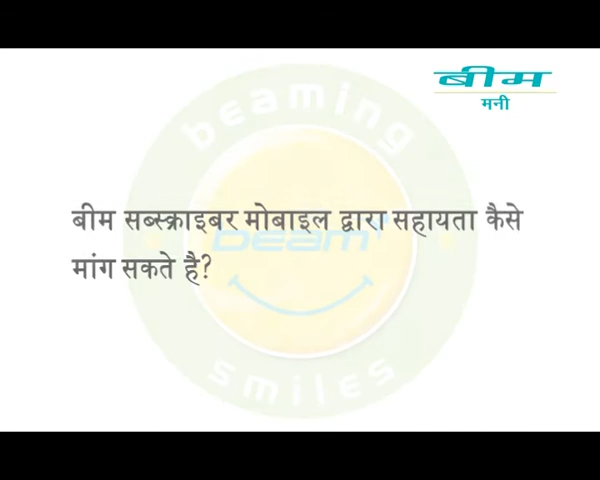 बीम
मनी
beaming
बीम सब्स्क्राइबर मोबाइल द्वारा सहायता कैसे
beam
मांग सकते है?
smiles